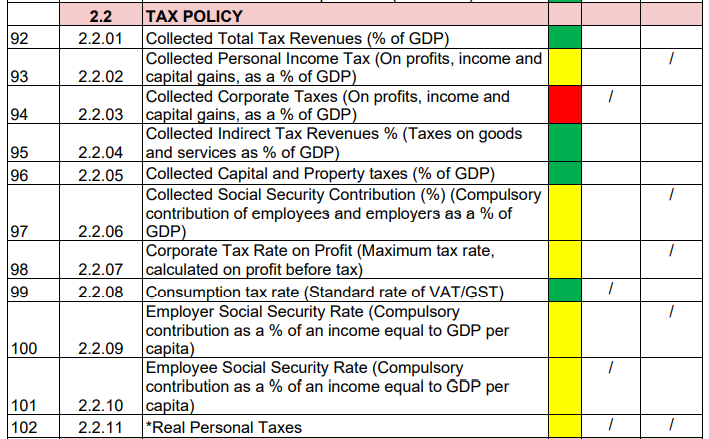 2.2 TAX POLICY
92 2.2.01 Collected Total Tax Revenues (% of GDP)
Collected Personal Income Tax (On profits, income and /
93 2.2.02 capital gains, as a % of GDP)
Collected Corporate Taxes (On profits, income and /
94 2.2.03 capital gains, as a % of GDP)
Collected Indirect Tax Revenues % (Taxes on goods
95 2.2.04 and services as % of GDP)
96 2.2.05 Collected Capital and Property taxes (% of GDP)
Collected Social Security Contribution (%) (Compulsory /
contribution of employees and employers as a % of
97 2.2.06 GDP)
Corporate Tax Rate on Profit (Maximum tax rate, /
98 2.2.07 calculated on profit before tax)
99 2.2.08 Consumption tax rate (Standard rate of VAT/GST) /
Employer Social Security Rate (Compulsory /
contribution as a % of an income equal to GDP per
100 2.2.09 capita)
Employee Social Security Rate (Compulsory /
contribution as a % of an income equal to GDP per
101 2.2.10 capita)
102 2.2.11 *Real Personal Taxes / /